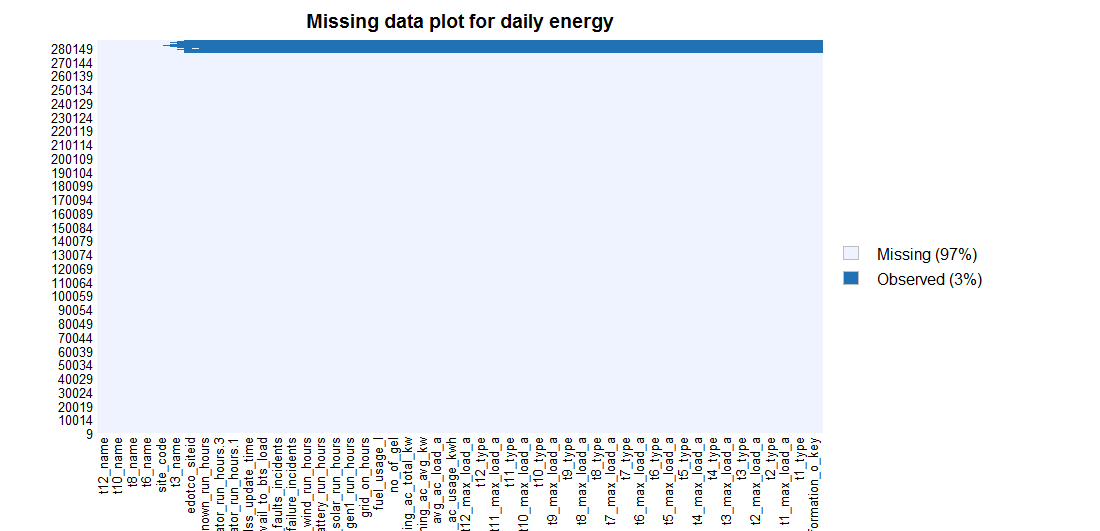 Missing data plot for daily energy
280149
270144
260139
250134
240129
230124
220119
210114
200109
190104
180099
170094
160089
150084
140079
130074
120069
110064
100059
90054
80049
70044
60039
50034
40029
30024
20019
10014
9
Missing (97%)
Observed (3%)
t12_name
t10_name
t8_name
t6_name
site_code
t3_name
edotco_siteid
nown_run_hours
ator_run_hours.3
ator_run_hours.1
lss_update_time
vail_to_bts_load
faults_incidents
failure_incidents
wind_run_hours
attery_run_hours
solar_run_hours
gen1_run_hours
grid_on_hours
fuel_usage_l
no_of_gel
ing_ac_total_kw
ning_ac_avg_kw
avg_ac_load_a
ac_usage_kwh
t12_max_load_a
t12_type
t11_max_load_a
t11_type
t10_max_load_a
t10_type
t9_max_load_a
t9_type
t8_max_load_a
t8_type
t7_max_load_a
t7_type
t6_max_load_a
t6_type
t5_max_load_a
t5_type
t4_max_load_a
t4_type
t3_max_load_a
t3_type
t2_max_load_a
t2_type
t1_max_load_a
t1_type
formation_o_key